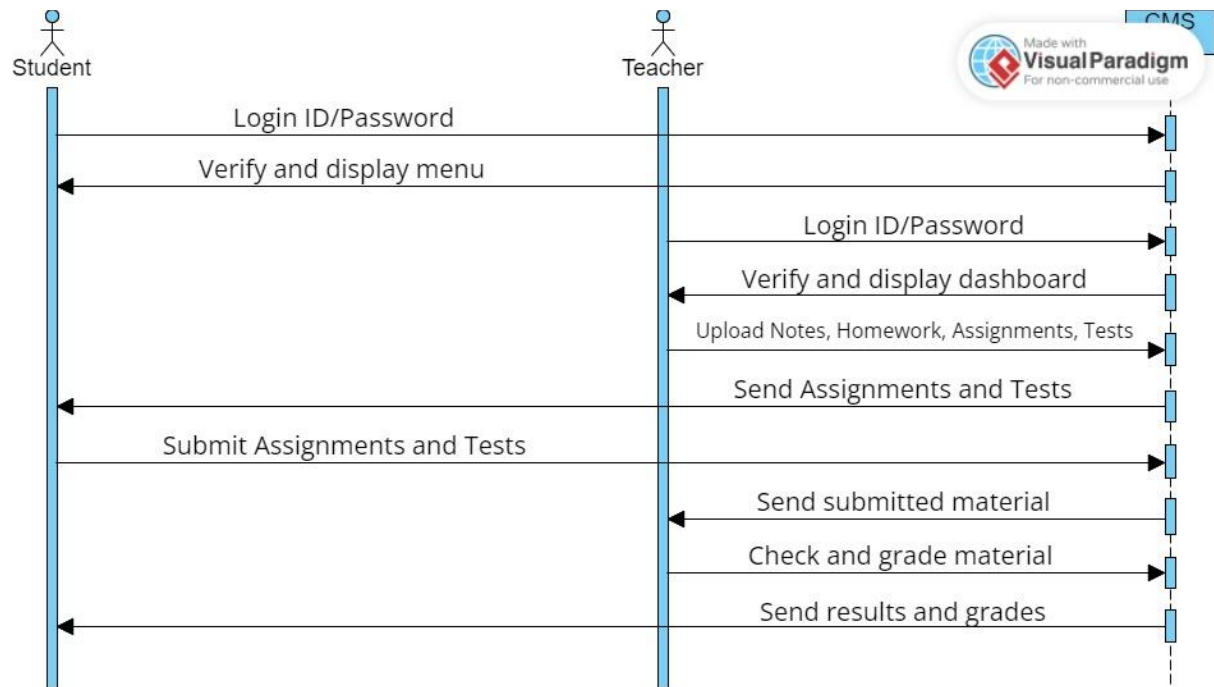 CMS
Made with
Visual Paradigm
For non-commercial use
Student
Teacher
Login ID/Password
Verify and display menu
Login ID/Password
Verify and display dashboard
Upload Notes, Homework, Assignments, Tests
Send Assignments and Tests
Submit Assignments and Tests
Send submitted material
Check and grade material
Send results and grades